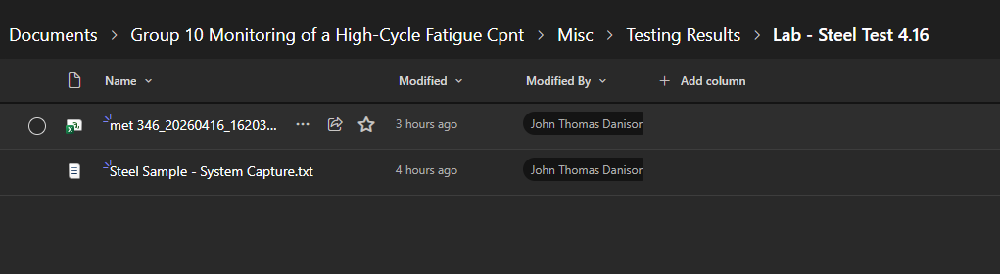 Documents > Group 10 Monitoring of a High-Cycle Fatigue Cpnt > Misc > Testing Results > Lab - Steel Test 4.16
Name Modified Modified By + Add column
met 346_20260416_16203... ··· 3 hours ago John Thomas Danisor
Steel Sample - System Capture.txt 4 hours ago John Thomas Danisor